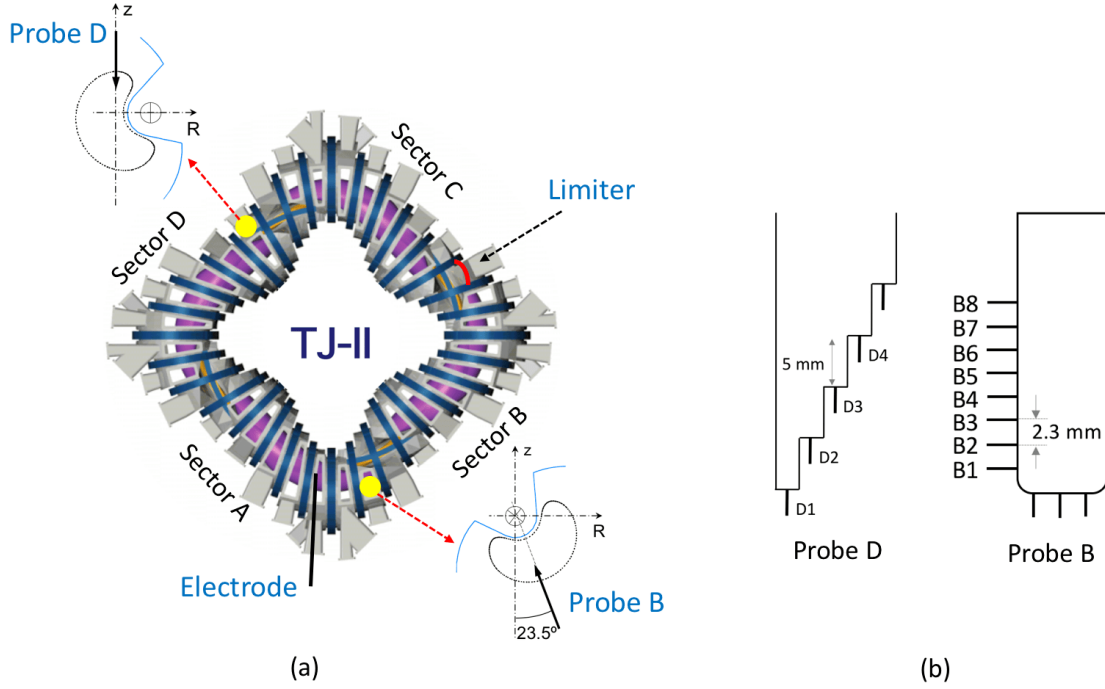 z
Probe D
R
Sector C
Limiter
Sector D
TJ-II
Sector A
Sector B
Electrode
z
R
Probe B
23.5º
(a)
5 mm
D4
D3
D2
D1
Probe D
B8
B7
B6
B5
B4
B3
B2
B1
2.3 mm
Probe B
(b)